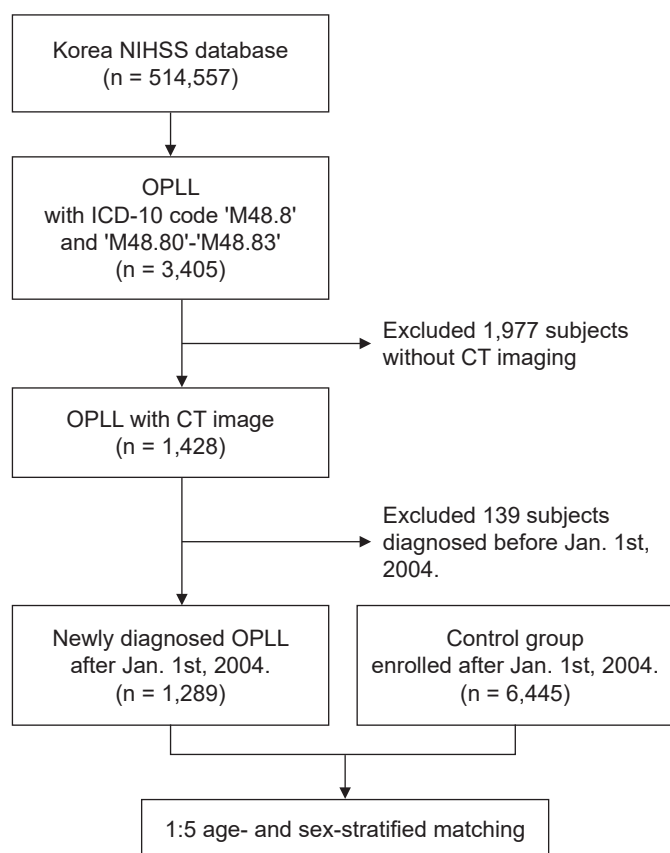 Korea NIHSS database
(n = 514,557)
OPLL
with ICD-10 code 'M48.8'
and 'M48.80'-'M48.83'
(n = 3,405)
Excluded 1,977 subjects
without CT imaging
OPLL with CT image
(n = 1,428)
Excluded 139 subjects
diagnosed before Jan. 1st,
2004.
Newly diagnosed OPLL
after Jan. 1st, 2004.
(n = 1,289)
Control group
enrolled after Jan. 1st, 2004.
(n = 6,445)
1:5 age- and sex-stratified matching